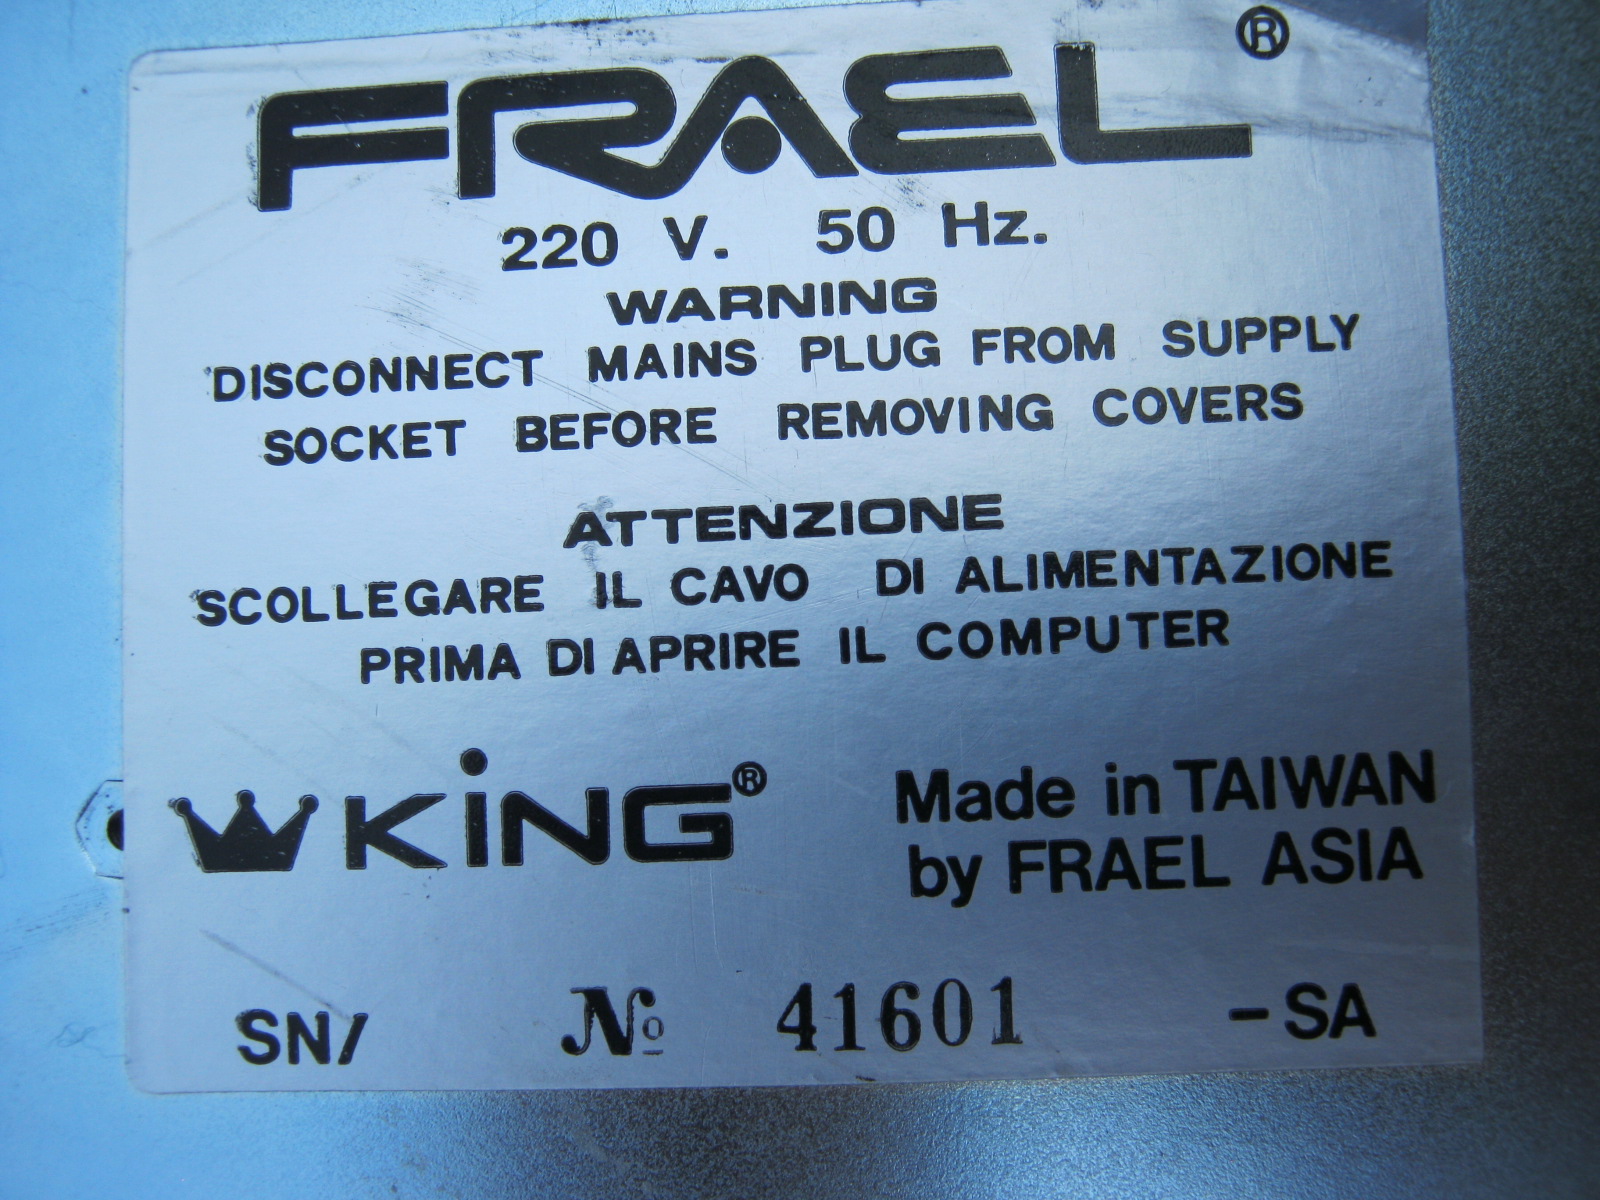 FRAEL ®
220 V. 50 Hz.
WARNING
DISCONNECT MAINS PLUG FROM SUPPLY
SOCKET BEFORE REMOVING COVERS
ATTENZIONE
SCOLLEGARE IL CAVO DI ALIMENTAZIONE
PRIMA DI APRIRE IL COMPUTER
KiNG ®
Made in TAIWAN
by FRAEL ASIA
SN/ № 41601 -SA